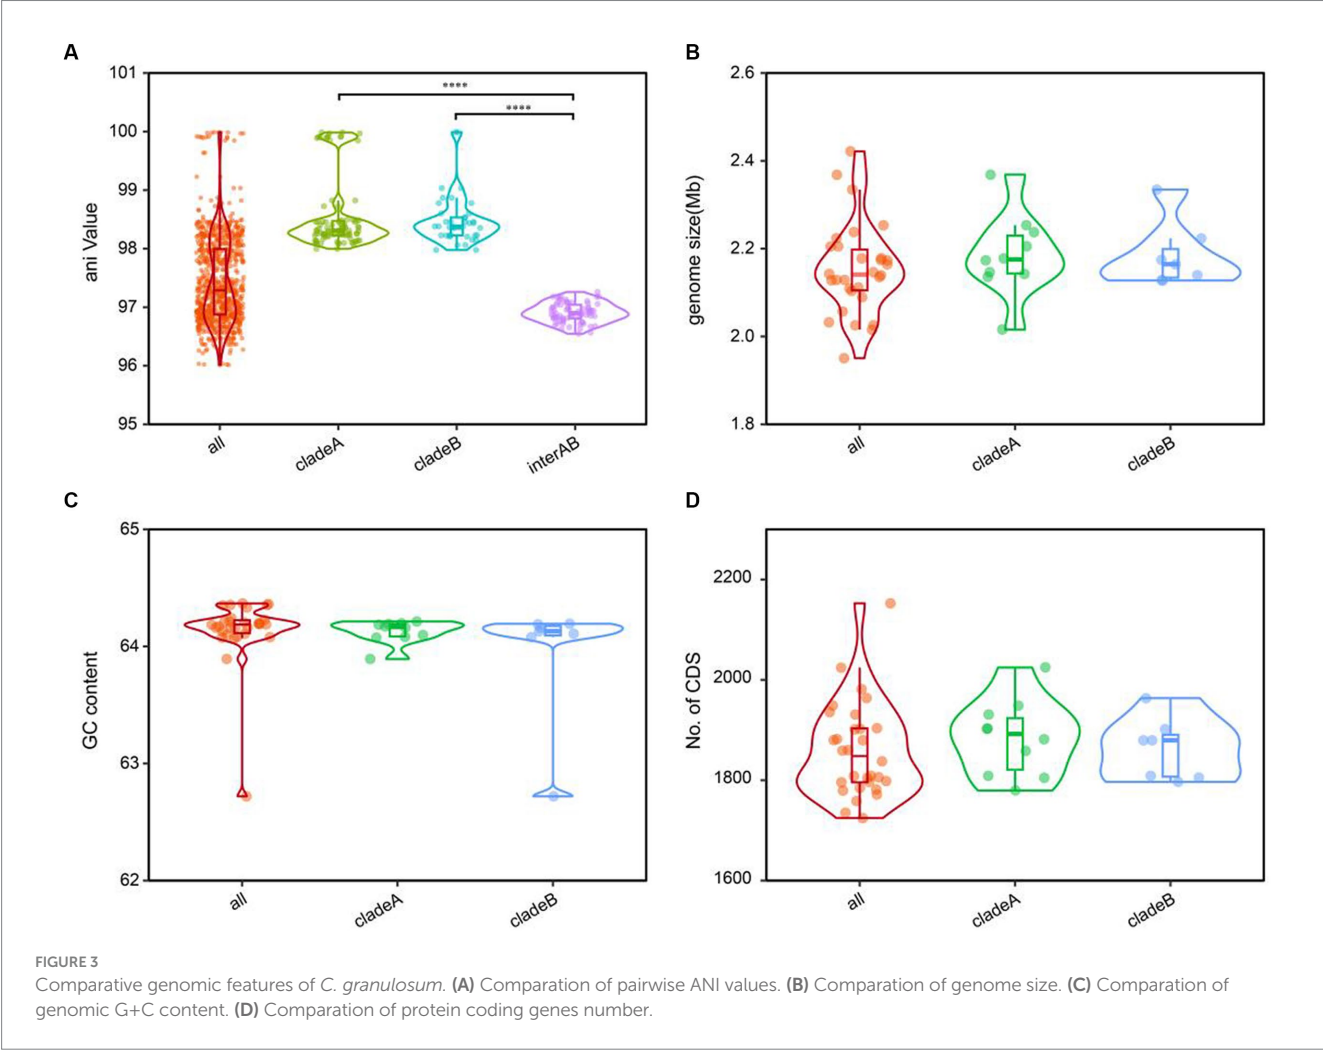 A
101
100
99
98
97
96
95
ani Value
****
****
all
cladeA
cladeB
interAB
B
2.6
2.4
2.2
2.0
1.8
genome size(Mb)
all
cladeA
cladeB
C
65
64
63
62
GC content
all
cladeA
cladeB
D
2200
2000
1800
1600
No. of CDS
all
cladeA
cladeB
FIGURE 3
Comparative genomic features of C. granulosum. (A) Comparation of pairwise ANI values. (B) Comparation of genome size. (C) Comparation of
genomic G+C content. (D) Comparation of protein coding genes number.